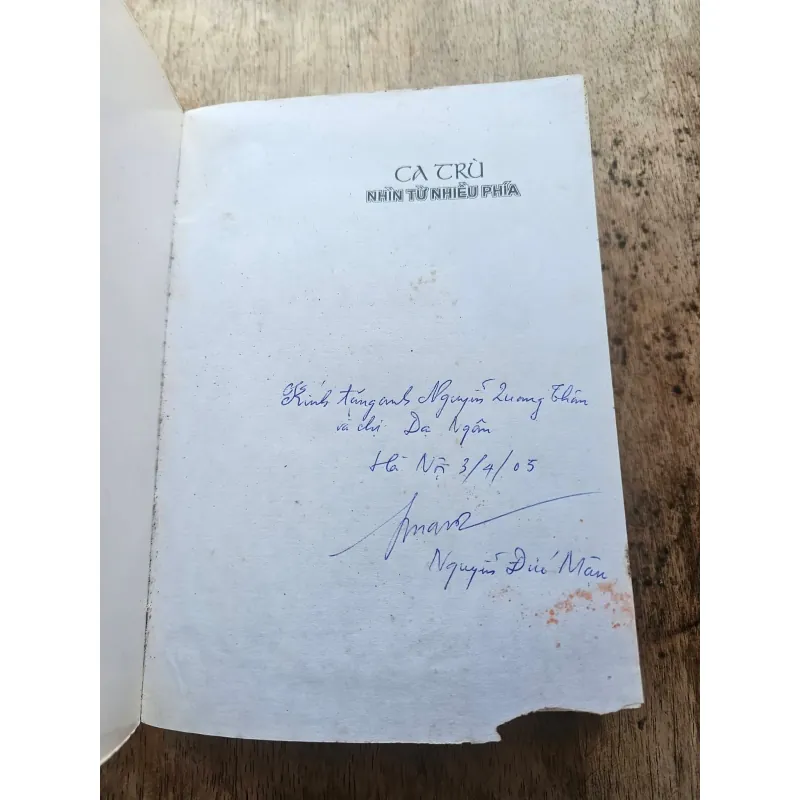 CA TRÙ
NHÌN TỪ NHIỀU PHÍA
Kính tặng anh Nguyễn Quang Thân
và chị Dạ Ngân
Hà Nội 3/4/05
Nguyễn Đức Mậu